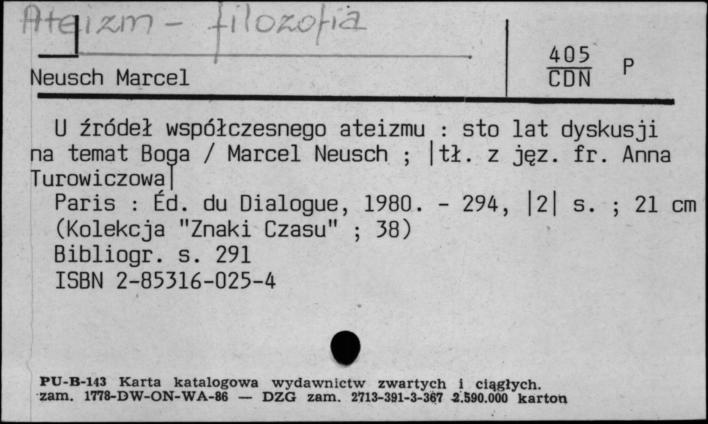 Ateizm - filozofia
405
CDN P
Neusch Marcel
U źródeł współczesnego ateizmu : sto lat dyskusji
na temat Boga / Marcel Neusch ; |tł. z jęz. fr. Anna
Turowiczowa|
Paris : Éd. du Dialogue, 1980. - 294, |2| s. ; 21 cm
(Kolekcja "Znaki Czasu" ; 38)
Bibliogr. s. 291
ISBN 2-85316-025-4
PU-B-143 Karta katalogowa wydawnictw zwartych i ciągłych.
zam. 1778-DW-ON-WA-86 — DZG zam. 2713-391-3-367 2.590.000 karton